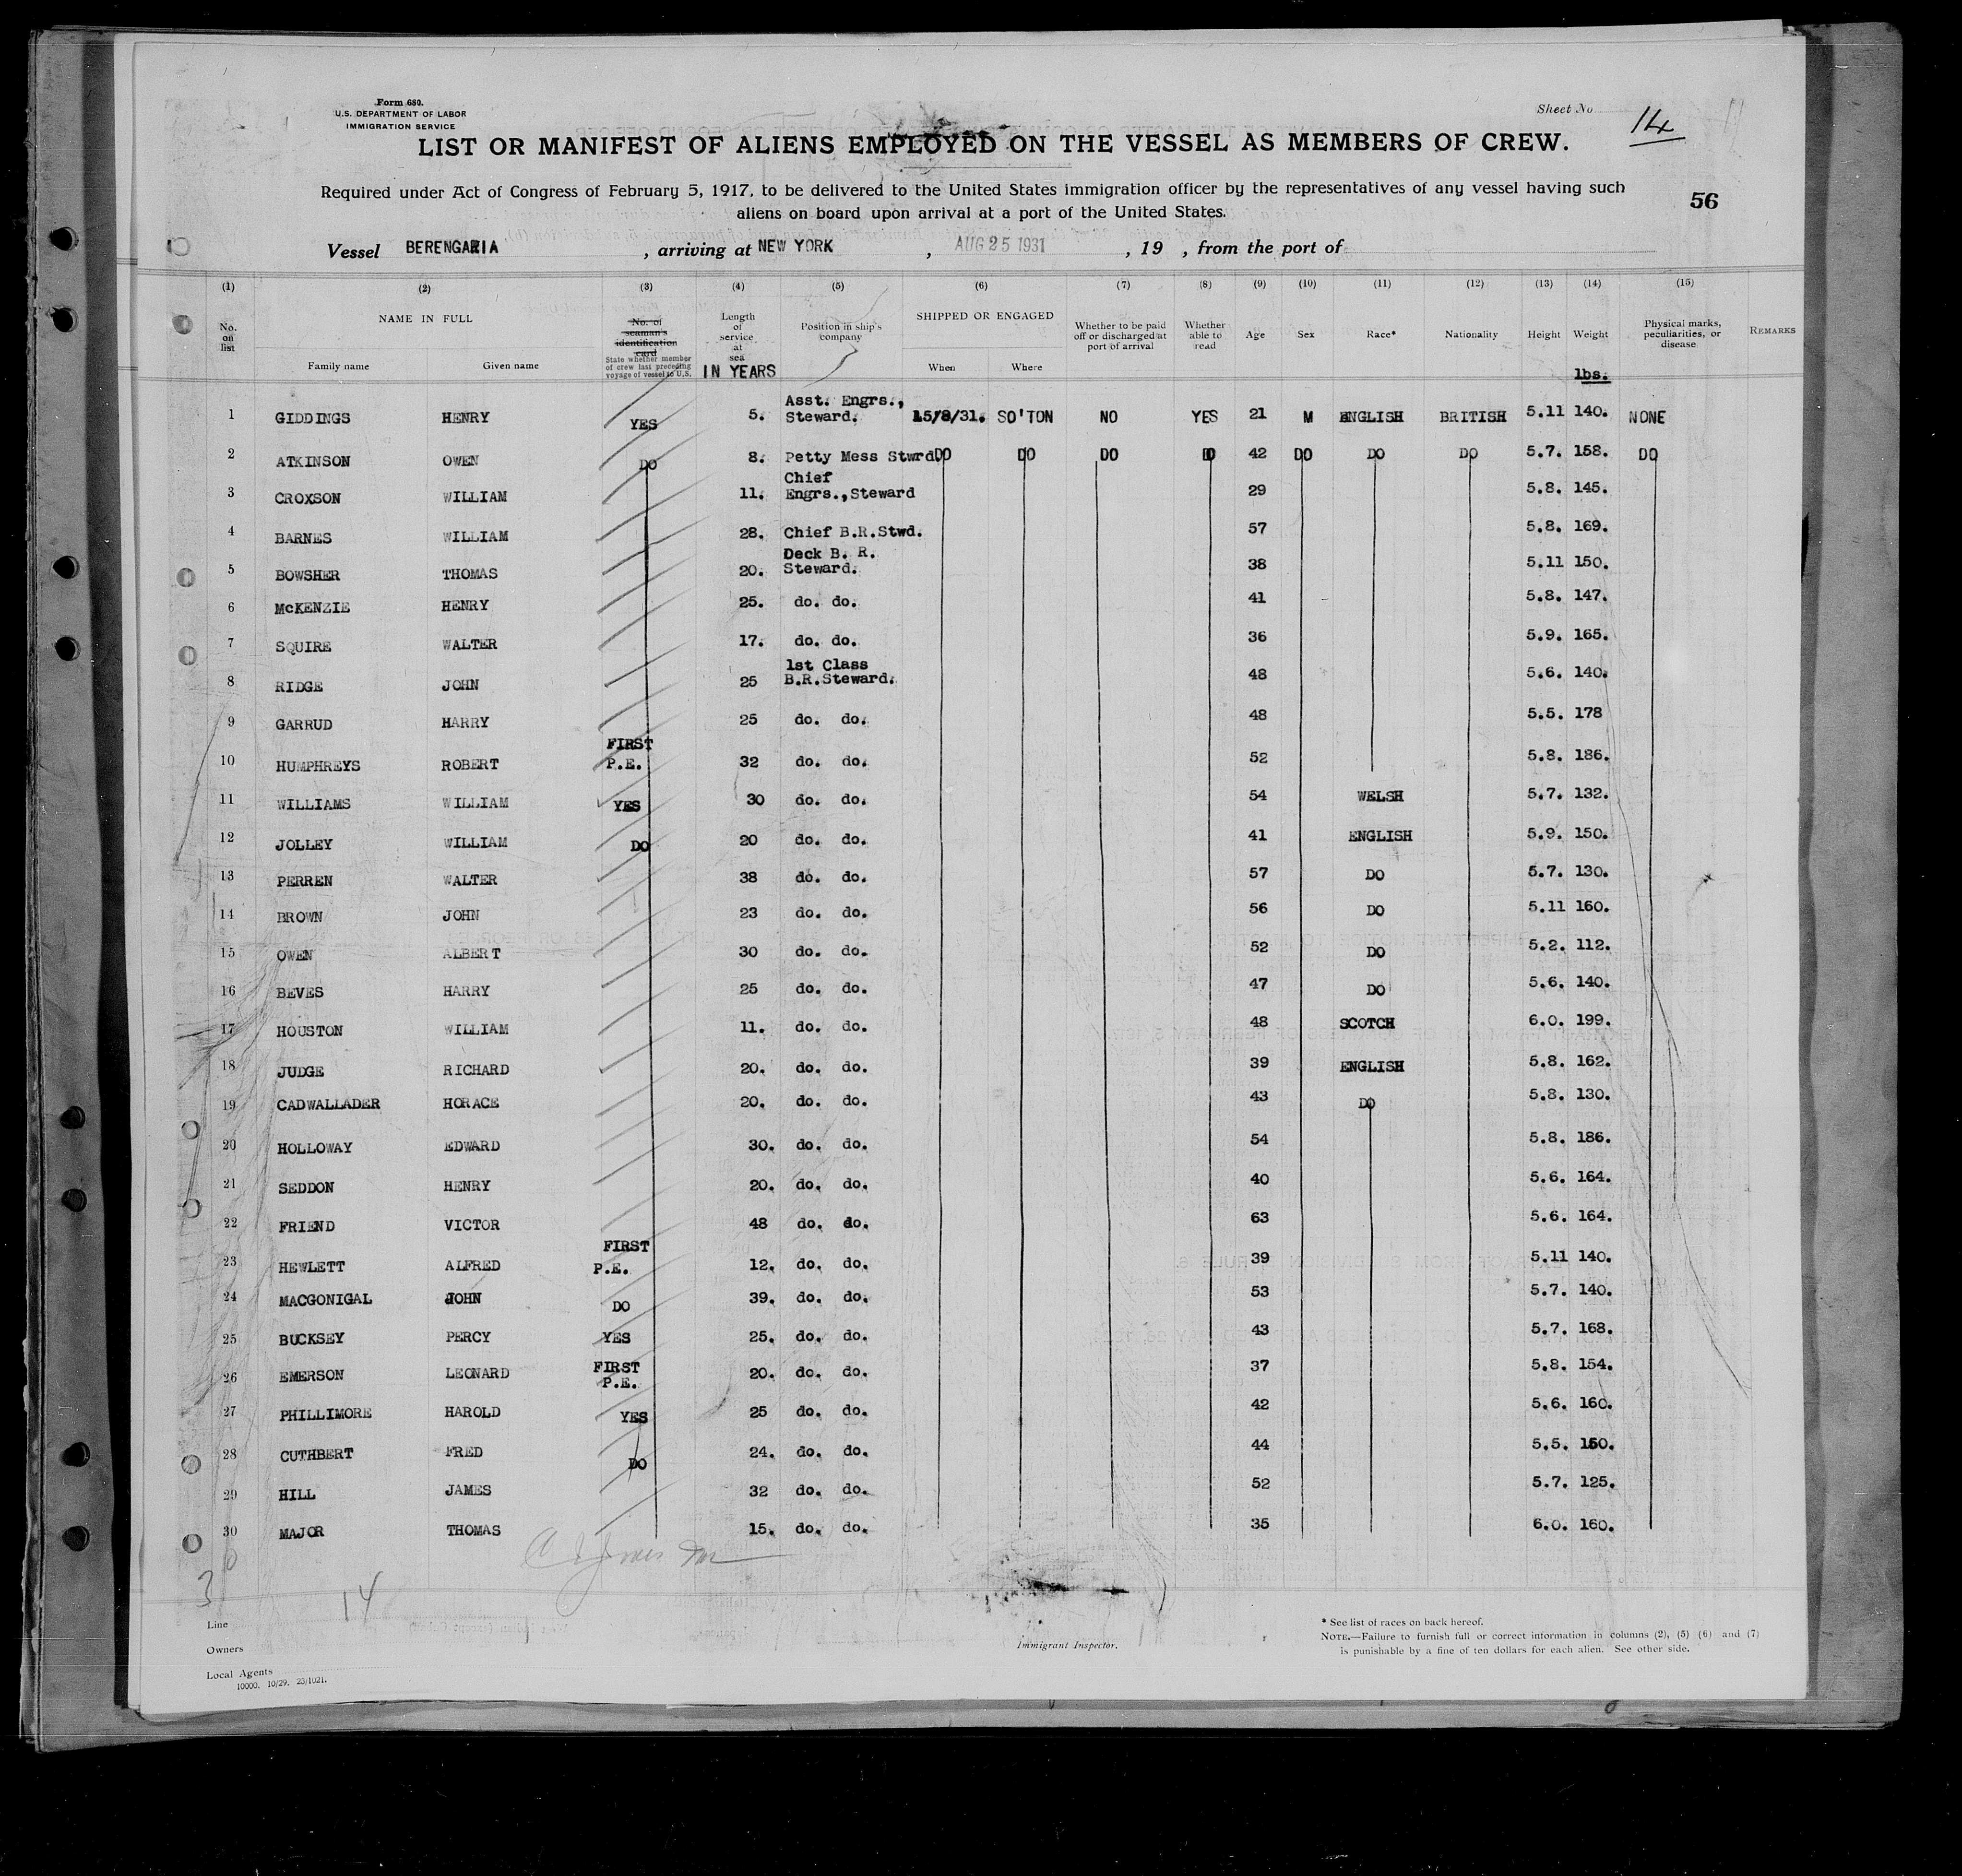 Form 680.
U.S. DEPARTMENT OF LABOR
IMMIGRATION SERVICE
Sheet No 14
LIST OR MANIFEST OF ALIENS EMPLOYED ON THE VESSEL AS MEMBERS OF CREW.
Required under Act of Congress of February 5, 1917, to be delivered to the United States immigration officer by the representatives of any vessel having such
aliens on board upon arrival at a port of the United States.
56
Vessel BERENGARIA , arriving at NEW YORK , AUG 25 1931 , 19 , from the port of
(1) (2) (3) (4) (5) (6) (7) (8) (9) (10) (11) (12) (13) (14) (15)
No. on list
NAME IN FULL
Family name Given name
No. of seaman's identification card
State whether member of crew last preceding voyage of vessel to U.S.
Length of service at sea
IN YEARS
Position in ship's company
SHIPPED OR ENGAGED
When Where
Whether to be paid off or discharged at port of arrival
Whether able to read
Age Sex Race* Nationality Height Weight
lbs.
Physical marks, peculiarities, or disease
REMARKS
1 GIDDINGS HENRY YES 5. Asst. Engrs., Steward. 15/8/31. SO'TON NO YES 21 M ENGLISH BRITISH 5.11 140. NONE
2 ATKINSON OWEN DO 8. Petty Mess Stwrd DO DO DO DO 42 DO DO DO 5.7. 158. DO
3 CROXSON WILLIAM 11. Chief Engrs.,Steward 29 5.8. 145.
4 BARNES WILLIAM 28. Chief B.R.Stwd. 57 5.8. 169.
5 BOWSHER THOMAS 20. Deck B. R. Steward. 38 5.11 150.
6 McKENZIE HENRY 25. do. do. 41 5.8. 147.
7 SQUIRE WALTER 17. do. do. 36 5.9. 165.
8 RIDGE JOHN 25 1st Class B.R.Steward. 48 5.6. 140.
9 GARRUD HARRY 25 do. do. 48 5.5. 178
10 HUMPHREYS ROBERT FIRST P.E. 32 do. do. 52 5.8. 186.
11 WILLIAMS WILLIAM YES 30 do. do. 54 WELSH 5.7. 132.
12 JOLLEY WILLIAM DO 20 do. do. 41 ENGLISH 5.9. 150.
13 PERREN WALTER 38 do. do. 57 DO 5.7. 130.
14 BROWN JOHN 23 do. do. 56 DO 5.11 160.
15 OWEN ALBERT 30 do. do. 52 DO 5.2. 112.
16 BEVES HARRY 25 do. do. 47 DO 5.6. 140.
17 HOUSTON WILLIAM 11. do. do. 48 SCOTCH 6.0. 199.
18 JUDGE RICHARD 20. do. do. 39 ENGLISH 5.8. 162.
19 CADWALLADER HORACE 20. do. do. 43 DO 5.8. 130.
20 HOLLOWAY EDWARD 30. do. do. 54 5.8. 186.
21 SEDDON HENRY 20. do. do. 40 5.6. 164.
22 FRIEND VICTOR 48 do. do. 63 5.6. 164.
23 HEWLETT ALFRED FIRST P.E. 12. do. do. 39 5.11 140.
24 MACGONIGAL JOHN DO 39. do. do. 53 5.7. 140.
25 BUCKSEY PERCY YES 25. do. do. 43 5.7. 168.
26 EMERSON LEONARD FIRST P.E. 20. do. do. 37 5.8. 154.
27 PHILLIMORE HAROLD YES 25 do. do. 42 5.6. 160.
28 CUTHBERT FRED DO 24. do. do. 44 5.5. 150.
29 HILL JAMES 32 do. do. 52 5.7. 125.
30 MAJOR THOMAS 15. do. do. 35 6.0. 160.
14
Line
Owners
Local Agents
10000. 10/29. 23/1021.
Immigrant Inspector.
* See list of races on back hereof.
NOTE.—Failure to furnish full or correct information in columns (2), (5) (6) and (7)
is punishable by a fine of ten dollars for each alien. See other side.